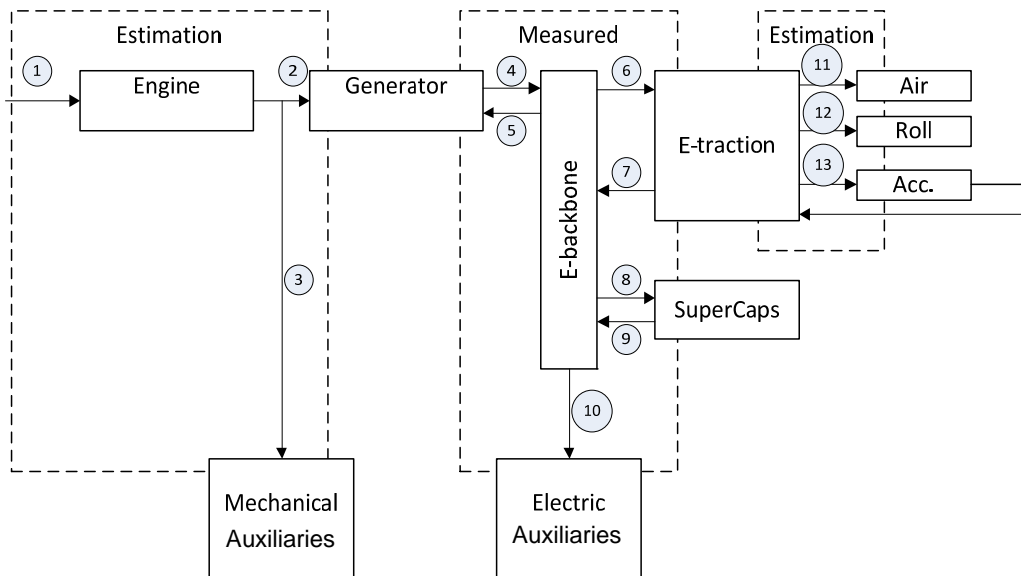 Estimation
Measured
Estimation
1
2
4
6
11
Engine
Generator
Air
5
12
Roll
E-traction
7
13
Acc.
E-backbone
3
8
SuperCaps
9
10
Mechanical
Auxiliaries
Electric
Auxiliaries